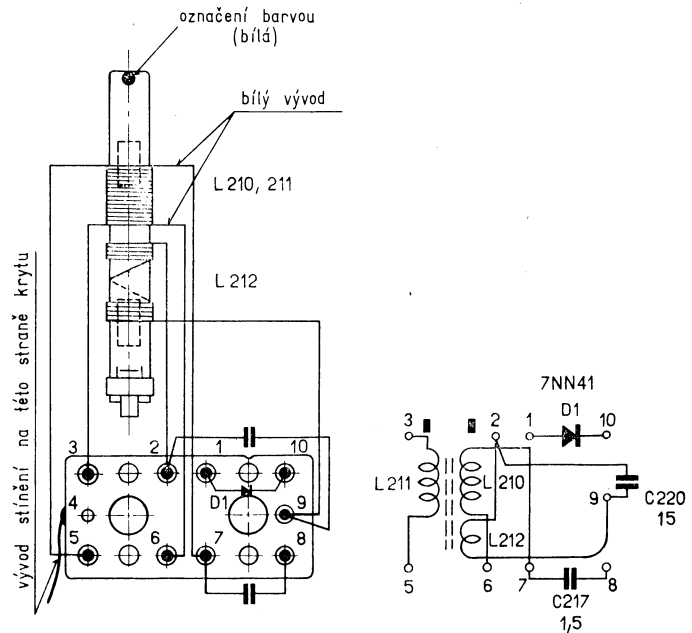 označení barvou
(bílá)
bílý vývod
L 210, 211
L 212
vývod stínění na této straně krytu
3
2
1
10
4
D1
9
5
6
7
8
7NN41
D1
3
2
1
10
L211
L210
9
C220
15
L212
5
6
7
8
C217
1,5